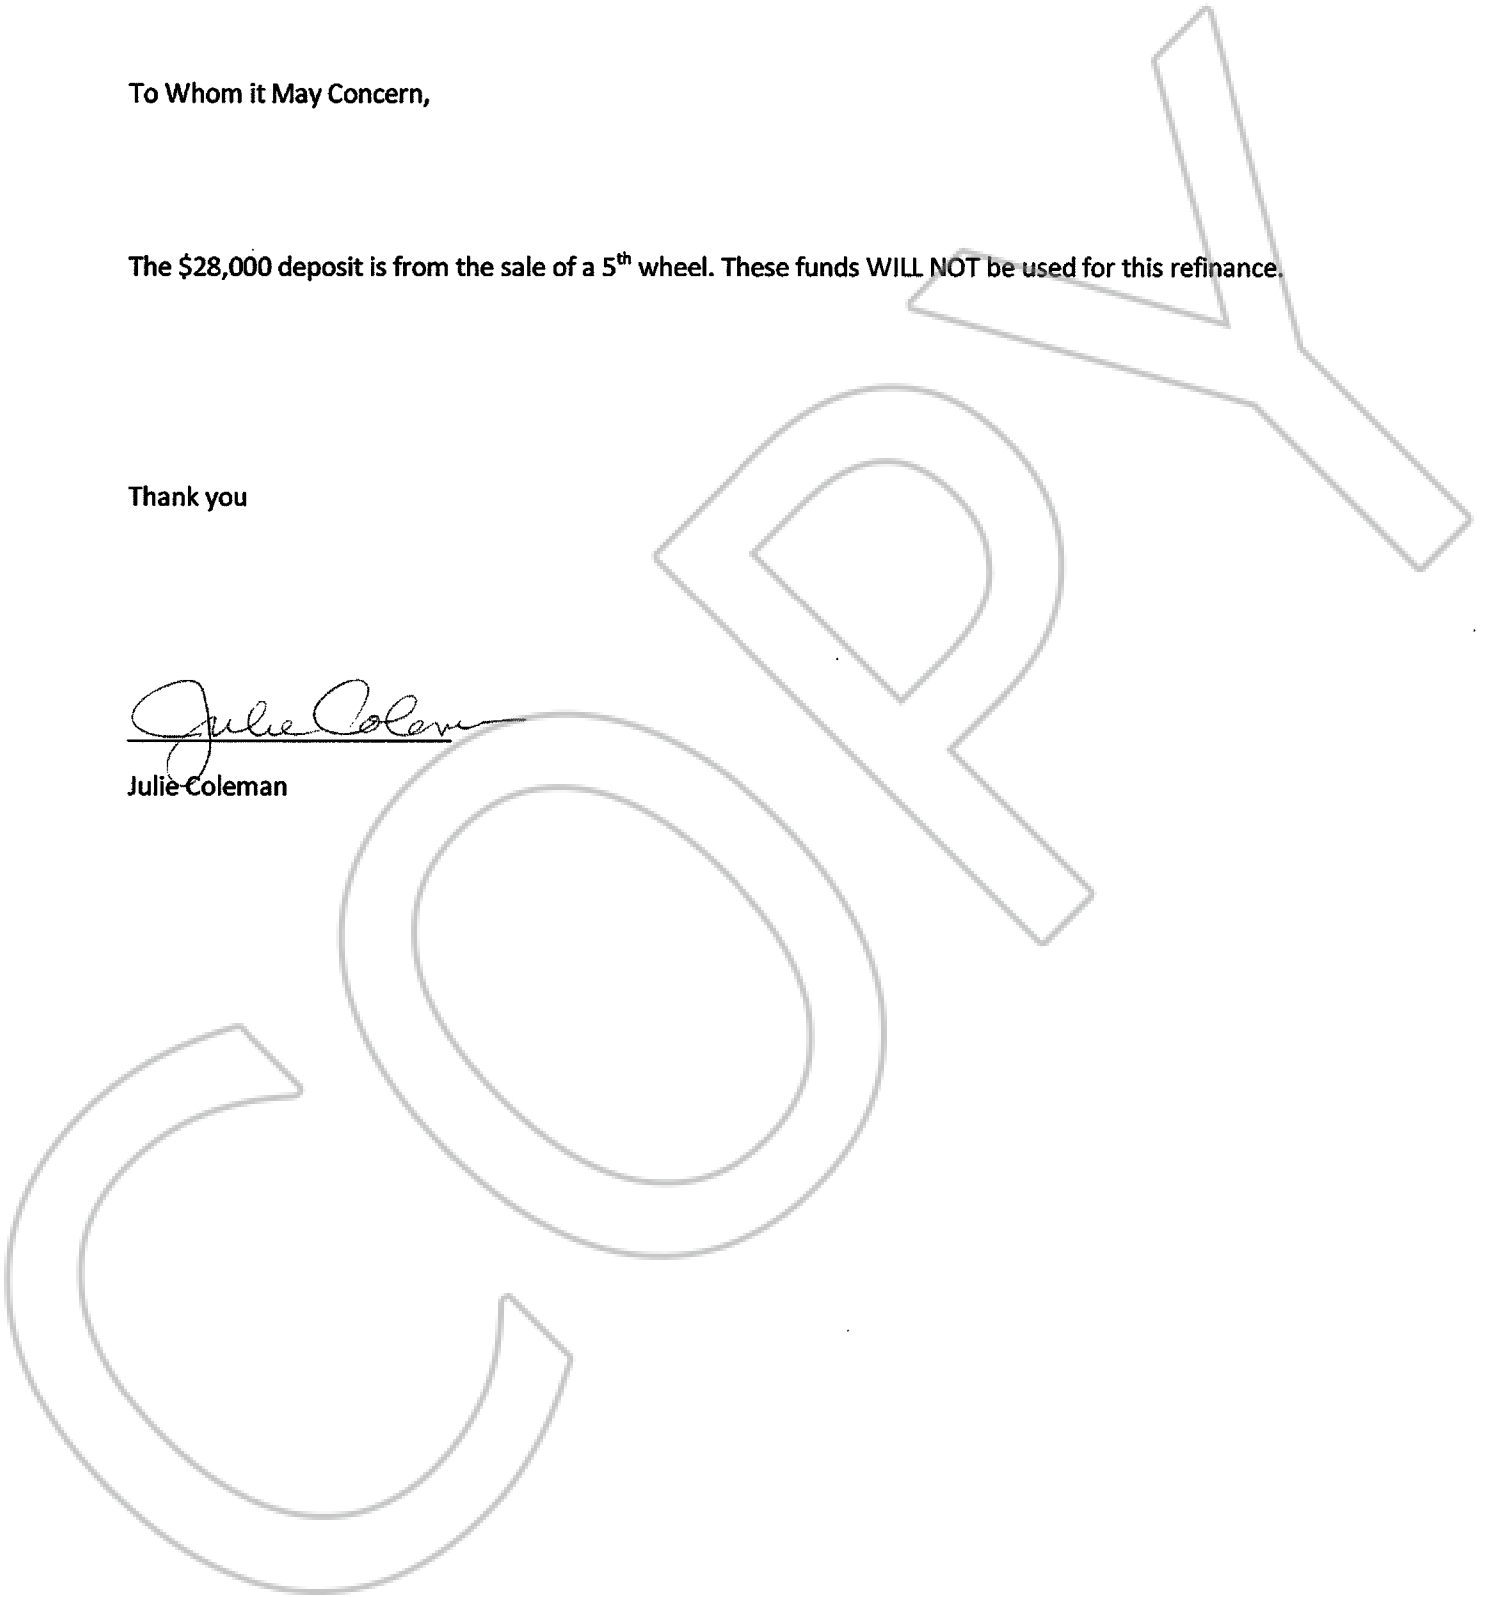 To Whom it May Concern,
The $28,000 deposit is from the sale of a 5th wheel. These funds WILL NOT be used for this refinance.
Thank you
Julie Coleman
Julie Coleman
COPY